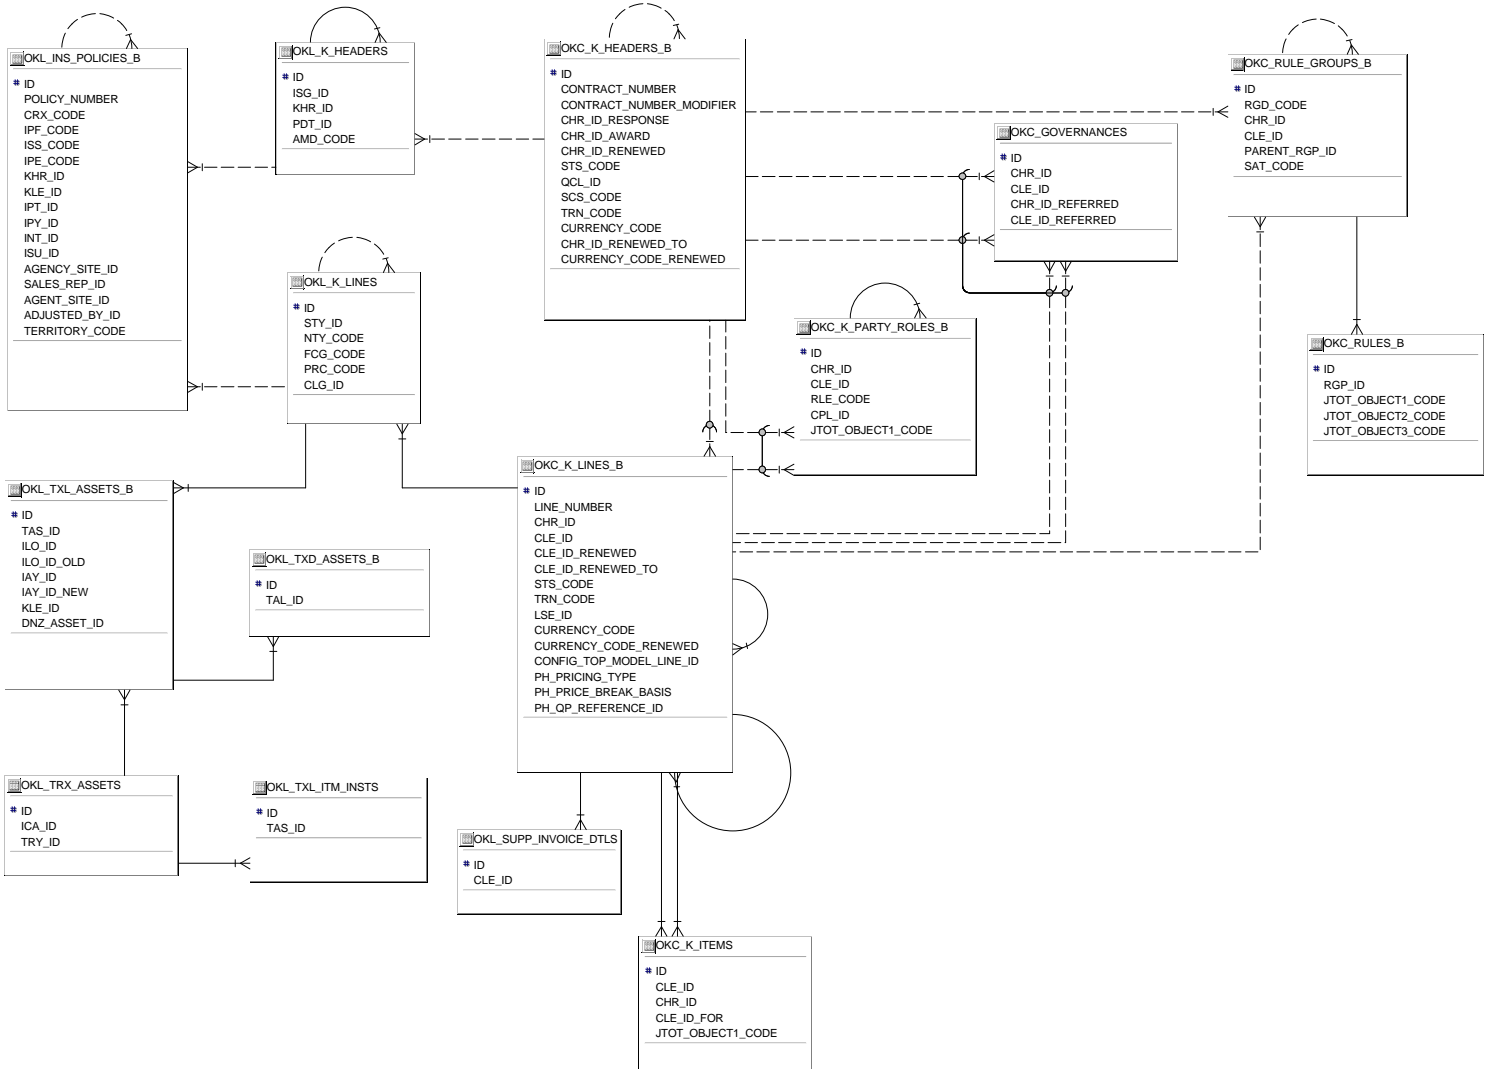 OKL_INS_POLICIES_B
# ID
POLICY_NUMBER
CRX_CODE
IPF_CODE
ISS_CODE
IPE_CODE
KHR_ID
KLE_ID
IPT_ID
IPY_ID
INT_ID
ISU_ID
AGENCY_SITE_ID
SALES_REP_ID
AGENT_SITE_ID
ADJUSTED_BY_ID
TERRITORY_CODE
OKL_K_HEADERS
# ID
ISG_ID
KHR_ID
PDT_ID
AMD_CODE
OKC_K_HEADERS_B
# ID
CONTRACT_NUMBER
CONTRACT_NUMBER_MODIFIER
CHR_ID_RESPONSE
CHR_ID_AWARD
CHR_ID_RENEWED
STS_CODE
QCL_ID
SCS_CODE
TRN_CODE
CURRENCY_CODE
CHR_ID_RENEWED_TO
CURRENCY_CODE_RENEWED
OKC_GOVERNANCES
# ID
CHR_ID
CLE_ID
CHR_ID_REFERRED
CLE_ID_REFERRED
OKC_RULE_GROUPS_B
# ID
RGD_CODE
CHR_ID
CLE_ID
PARENT_RGP_ID
SAT_CODE
OKL_K_LINES
# ID
STY_ID
NTY_CODE
FCG_CODE
PRC_CODE
CLG_ID
OKC_K_PARTY_ROLES_B
# ID
CHR_ID
CLE_ID
RLE_CODE
CPL_ID
JTOT_OBJECT1_CODE
OKC_RULES_B
# ID
RGP_ID
JTOT_OBJECT1_CODE
JTOT_OBJECT2_CODE
JTOT_OBJECT3_CODE
OKL_TXL_ASSETS_B
# ID
TAS_ID
ILO_ID
ILO_ID_OLD
IAY_ID
IAY_ID_NEW
KLE_ID
DNZ_ASSET_ID
OKL_TXD_ASSETS_B
# ID
TAL_ID
OKC_K_LINES_B
# ID
LINE_NUMBER
CHR_ID
CLE_ID
CLE_ID_RENEWED
CLE_ID_RENEWED_TO
STS_CODE
TRN_CODE
LSE_ID
CURRENCY_CODE
CURRENCY_CODE_RENEWED
CONFIG_TOP_MODEL_LINE_ID
PH_PRICING_TYPE
PH_PRICE_BREAK_BASIS
PH_QP_REFERENCE_ID
OKL_TRX_ASSETS
# ID
ICA_ID
TRY_ID
OKL_TXL_ITM_INSTS
# ID
TAS_ID
OKL_SUPP_INVOICE_DTLS
# ID
CLE_ID
OKC_K_ITEMS
# ID
CLE_ID
CHR_ID
CLE_ID_FOR
JTOT_OBJECT1_CODE